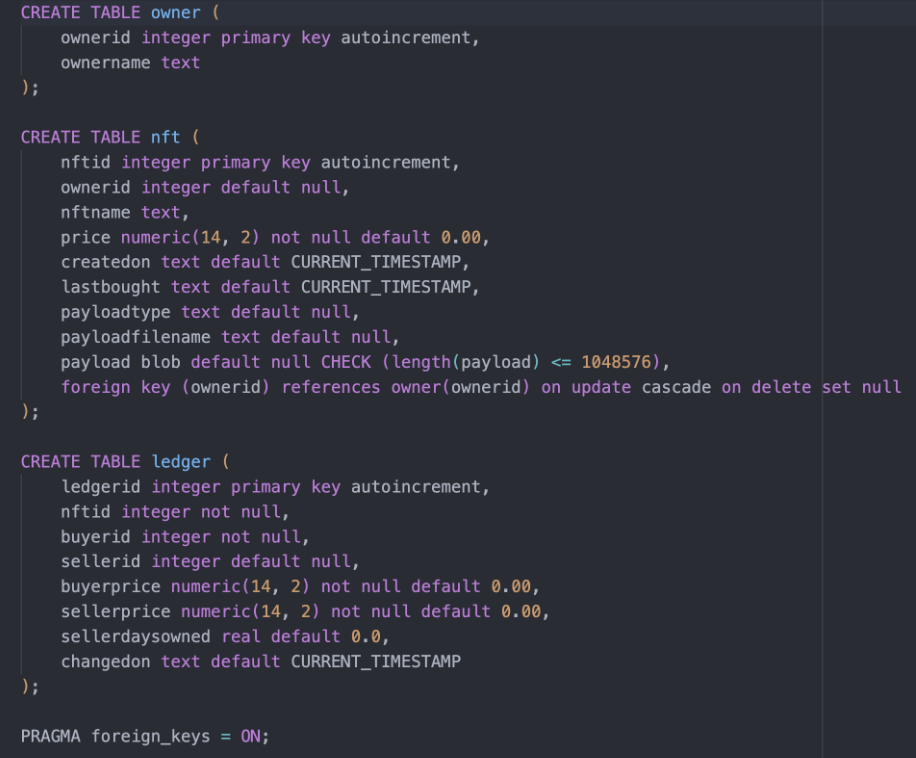 CREATE TABLE owner (
    ownerid integer primary key autoincrement,
    ownername text
);

CREATE TABLE nft (
    nftid integer primary key autoincrement,
    ownerid integer default null,
    nftname text,
    price numeric(14, 2) not null default 0.00,
    createdon text default CURRENT_TIMESTAMP,
    lastbought text default CURRENT_TIMESTAMP,
    payloadtype text default null,
    payloadfilename text default null,
    payload blob default null CHECK (length(payload) <= 1048576),
    foreign key (ownerid) references owner(ownerid) on update cascade on delete set null
);

CREATE TABLE ledger (
    ledgerid integer primary key autoincrement,
    nftid integer not null,
    buyerid integer not null,
    sellerid integer default null,
    buyerprice numeric(14, 2) not null default 0.00,
    sellerprice numeric(14, 2) not null default 0.00,
    sellerdaysowned real default 0.0,
    changedon text default CURRENT_TIMESTAMP
);

PRAGMA foreign_keys = ON;